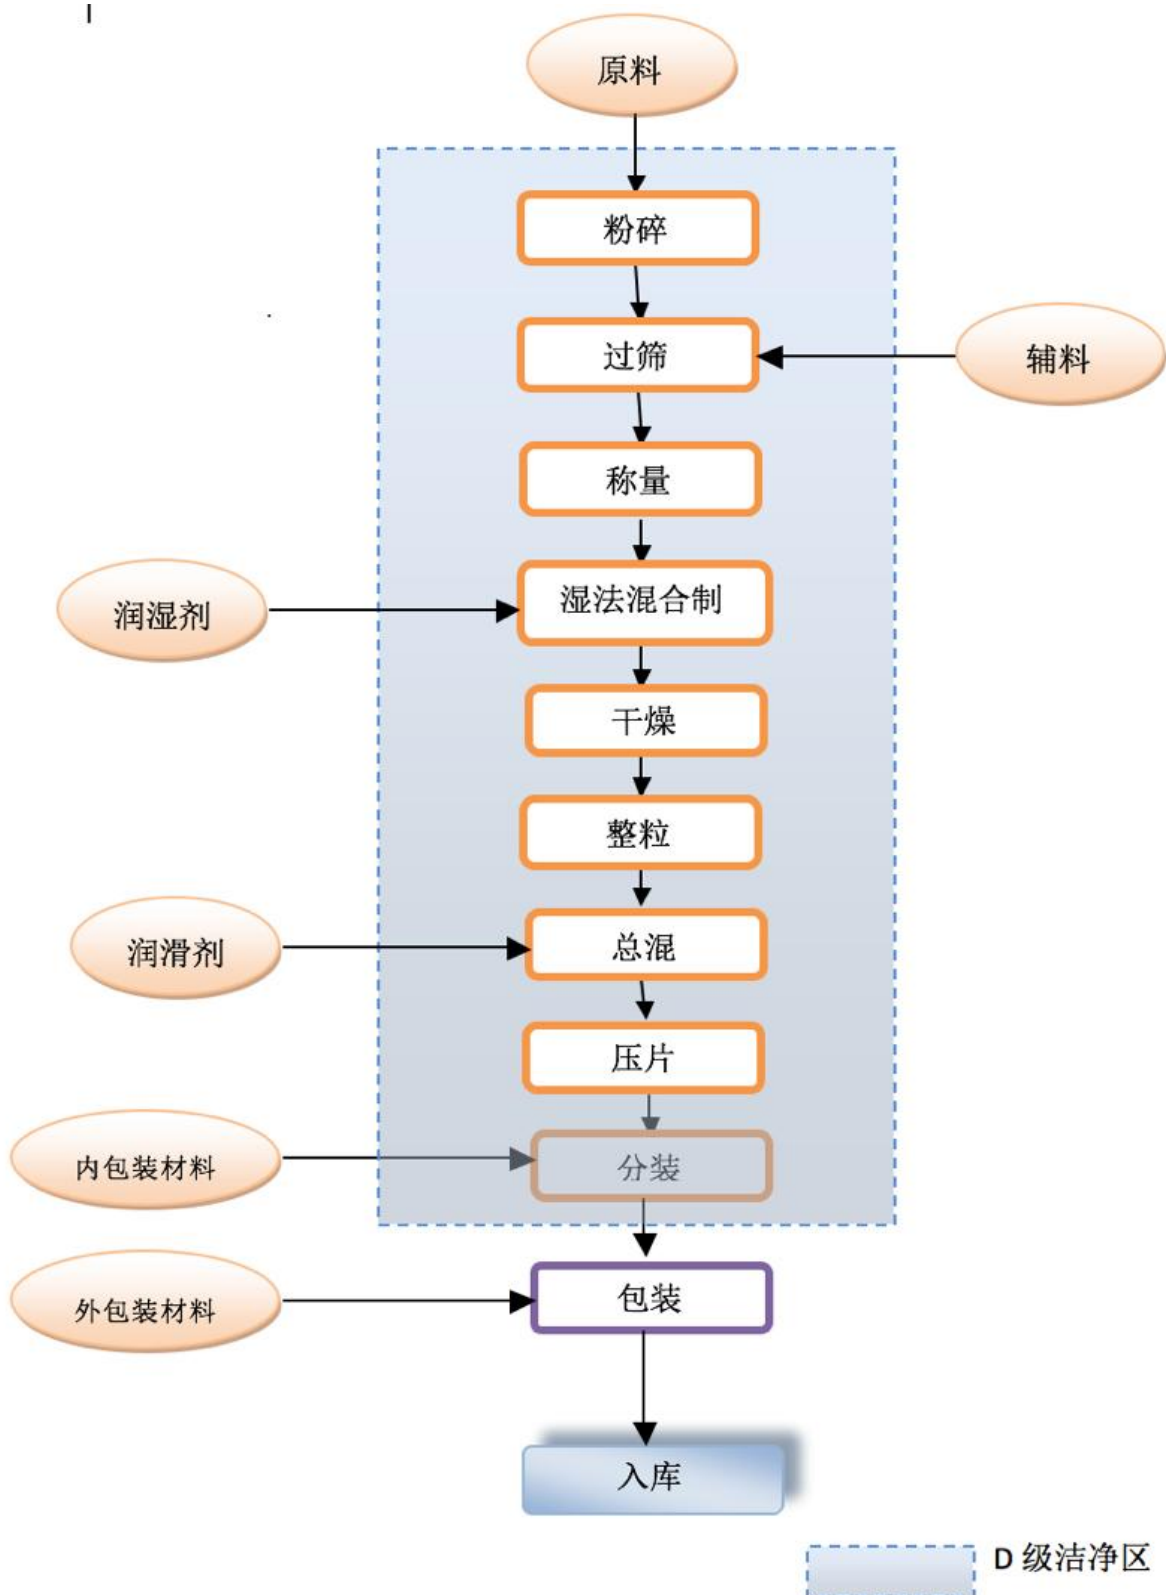 原料
粉碎
过筛
辅料
称量
湿法混合制
润湿剂
干燥
整粒
总混
润滑剂
压片
内包装材料
分装
外包装材料
包装
入库
D 级洁净区